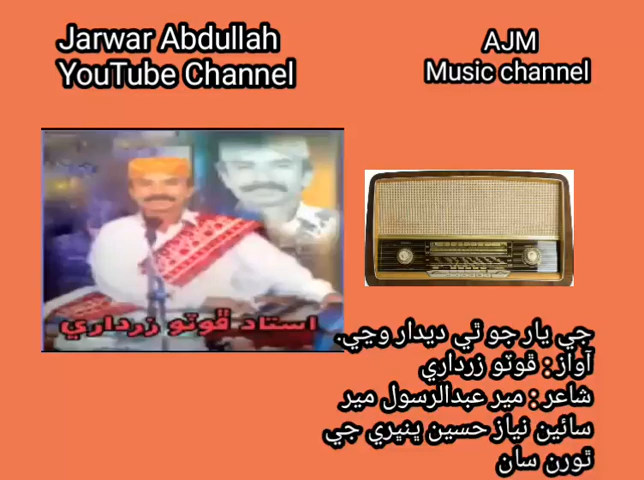 Jarwar Abdullah
YouTube Channel
AJM
Music channel
استاد ڦوٽو زرداري
جي يار جو ٿي ديدار وڃي.
آواز : ڦوٽو زرداري
شاعر : مير عبدالرسول مير
سائين نياز حسين پنھيري جي
ٿورن سان